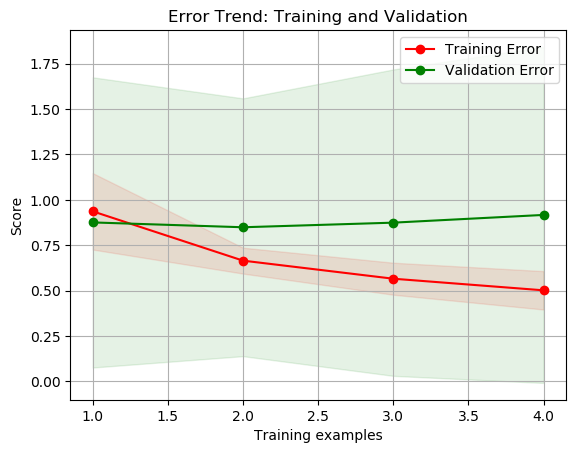 Error Trend: Training and Validation
Training Error
Validation Error
1.75
1.50
1.25
1.00
0.75
0.50
0.25
0.00
Score
1.0 1.5 2.0 2.5 3.0 3.5 4.0
Training examples